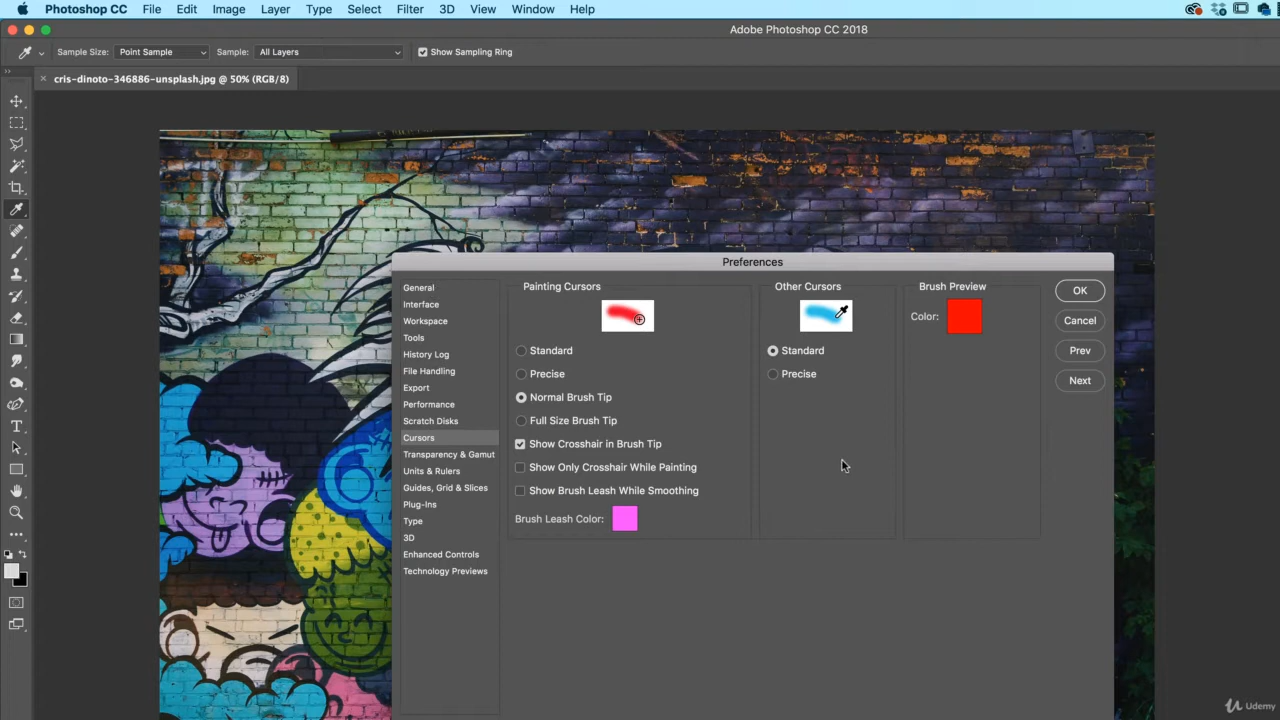 Photoshop CC File Edit Image Layer Type Select Filter 3D View Window Help
Adobe Photoshop CC 2018
Sample Size: Point Sample Sample: All Layers Show Sampling Ring
cris-dinoto-346886-unsplash.jpg @ 50% (RGB/8)
Preferences
General
Interface
Workspace
Tools
History Log
File Handling
Export
Performance
Scratch Disks
Cursors
Transparency & Gamut
Units & Rulers
Guides, Grid & Slices
Plug-Ins
Type
3D
Enhanced Controls
Technology Previews
Painting Cursors
Standard
Precise
Normal Brush Tip
Full Size Brush Tip
Show Crosshair in Brush Tip
Show Only Crosshair While Painting
Show Brush Leash While Smoothing
Brush Leash Color:
Other Cursors
Standard
Precise
Brush Preview
Color:
OK
Cancel
Prev
Next
Udemy